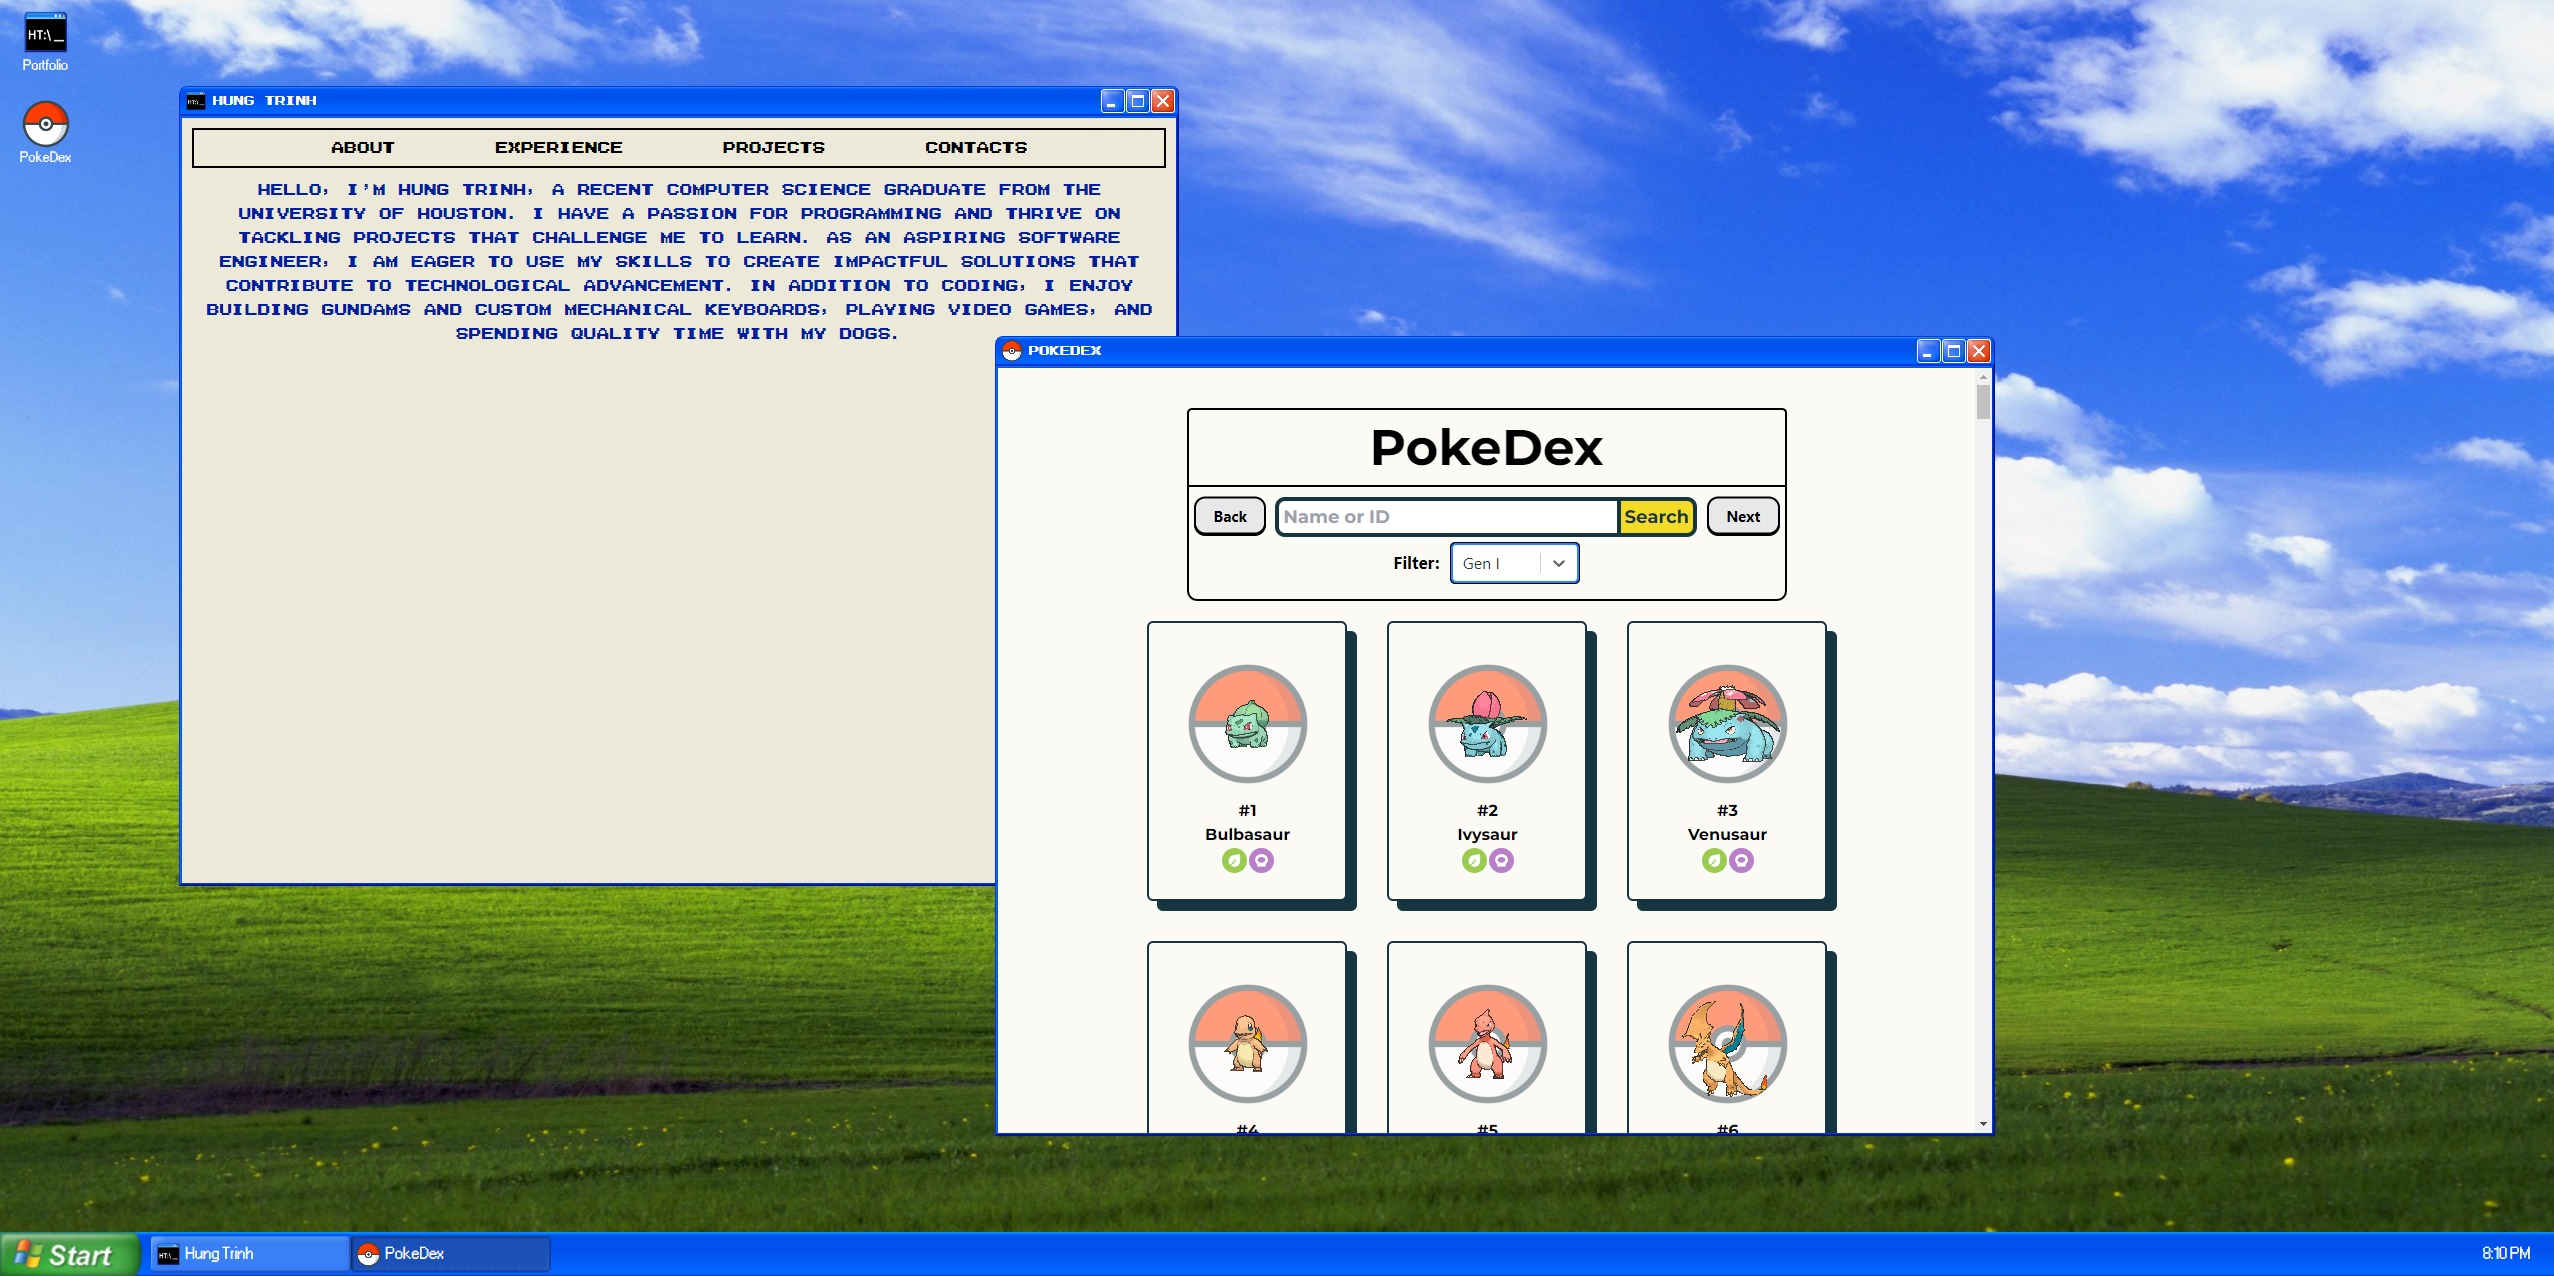 HT:\_
Portfolio
PokeDex
HUNG TRINH
ABOUT EXPERIENCE PROJECTS CONTACTS
HELLO, I'M HUNG TRINH, A RECENT COMPUTER SCIENCE GRADUATE FROM THE
UNIVERSITY OF HOUSTON. I HAVE A PASSION FOR PROGRAMMING AND THRIVE ON
TACKLING PROJECTS THAT CHALLENGE ME TO LEARN. AS AN ASPIRING SOFTWARE
ENGINEER, I AM EAGER TO USE MY SKILLS TO CREATE IMPACTFUL SOLUTIONS THAT
CONTRIBUTE TO TECHNOLOGICAL ADVANCEMENT. IN ADDITION TO CODING, I ENJOY
BUILDING GUNDAMS AND CUSTOM MECHANICAL KEYBOARDS, PLAYING VIDEO GAMES, AND
SPENDING QUALITY TIME WITH MY DOGS.
POKEDEX
PokeDex
Back Name or ID Search Next
Filter: Gen I
#1 #2 #3
Bulbasaur Ivysaur Venusaur
#4 #5 #6
Start HT:\_ Hung Trinh PokeDex 8:10 PM